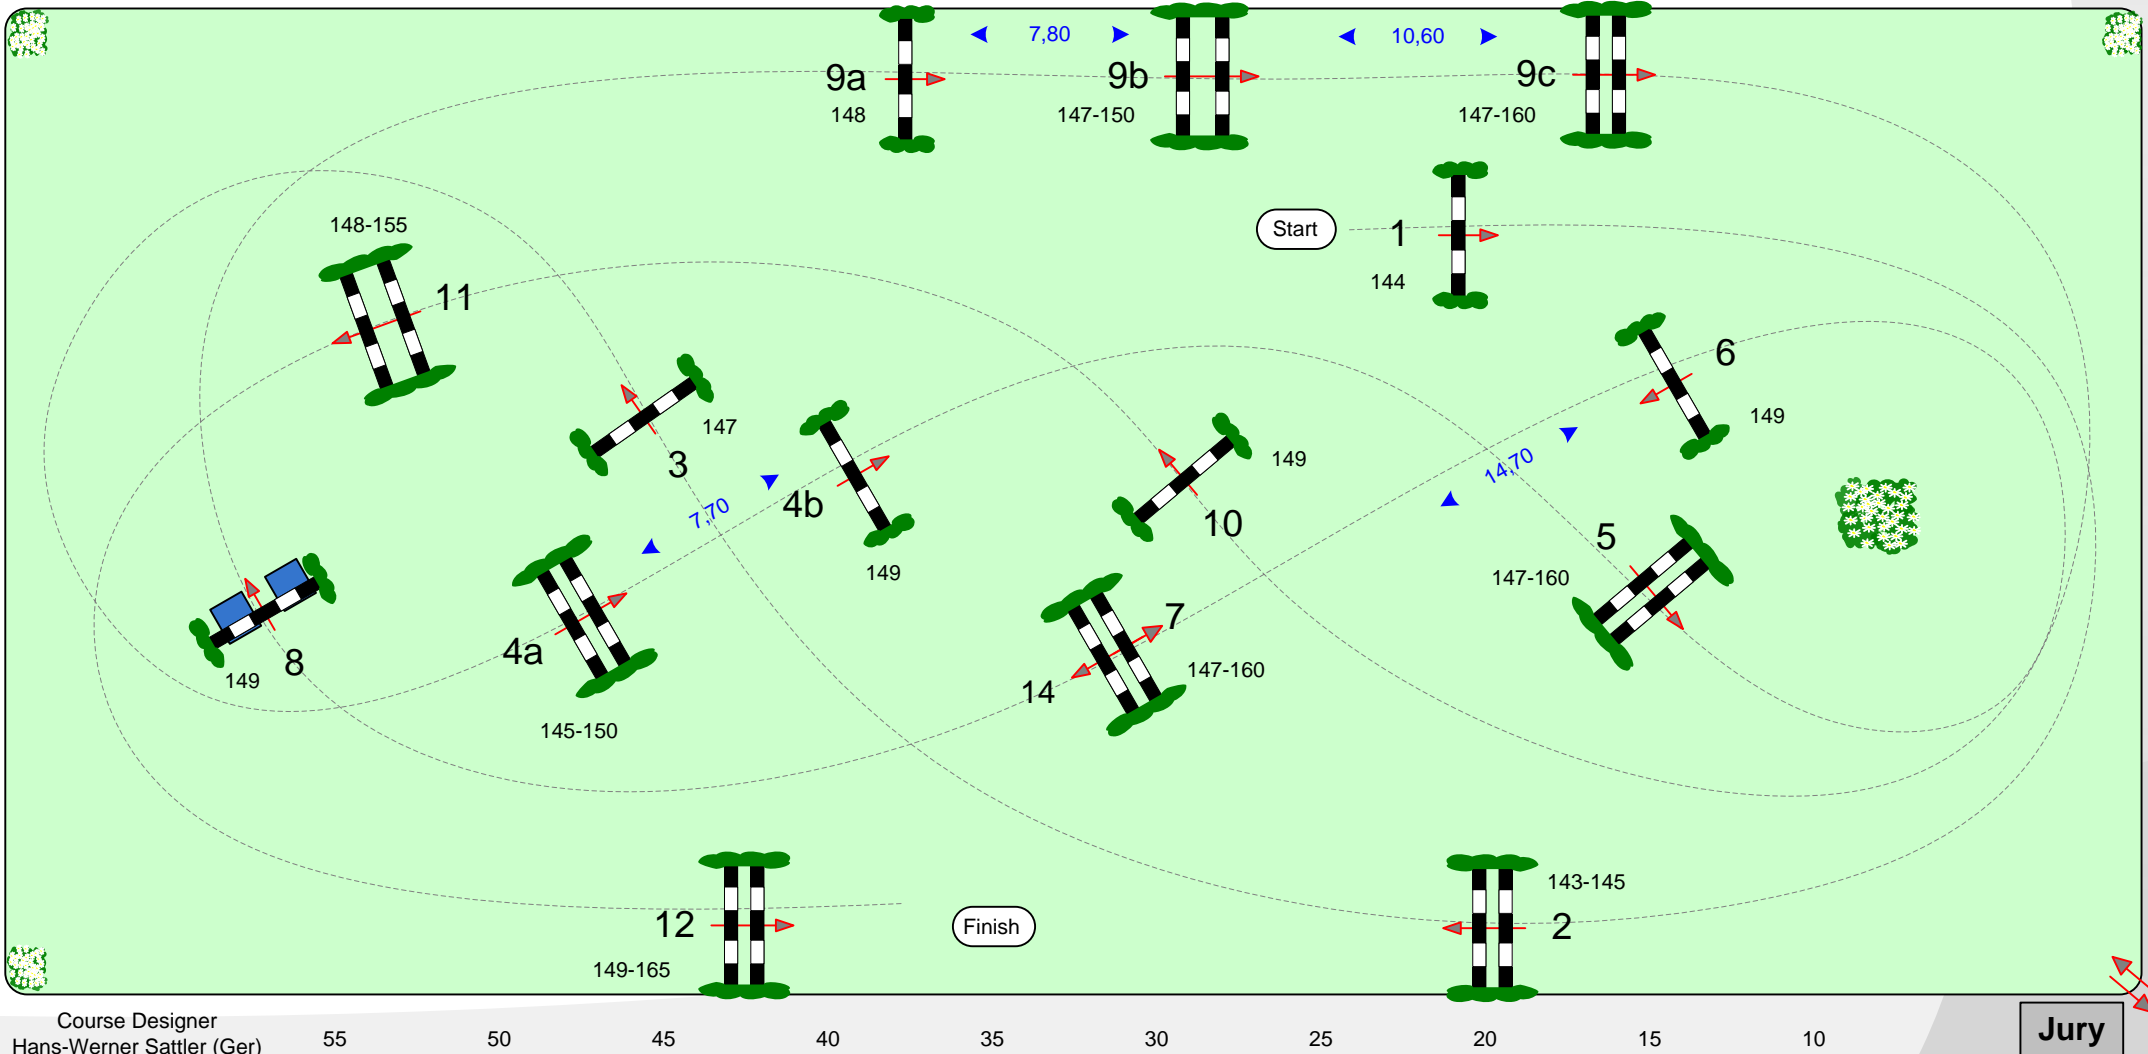 7,80
10,60
9a
9b
9c
148
147-150
147-160
Start
1
144
148-155
11
6
149
3
147
4b
149
7,70
10
149
14,70
5
147-160
8
149
4a
145-150
7
14
147-160
12
149-165
Finish
143-145
2
Course Designer
Hans-Werner Sattler (Ger)
55 50 45 40 35 30 25 20 15 10
Jury